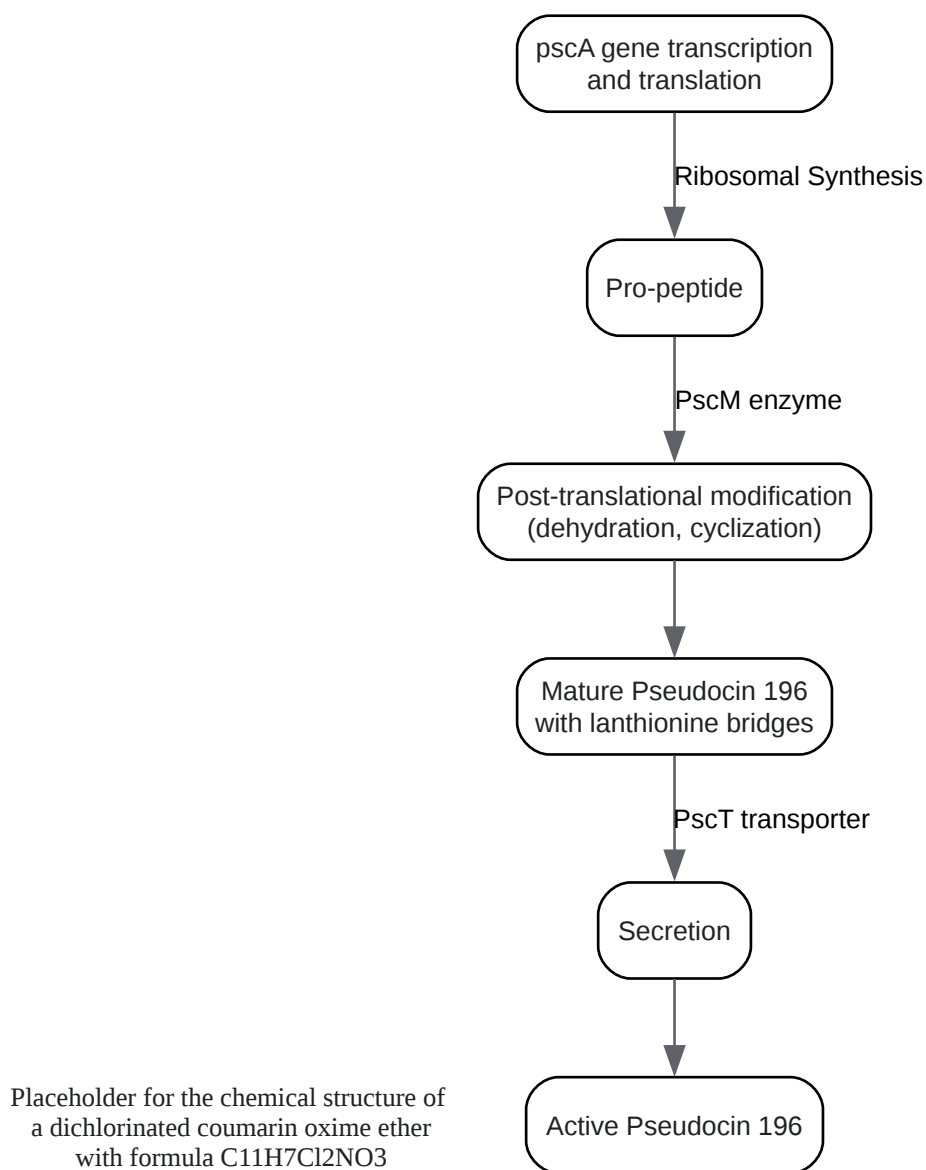 pscA gene transcription
and translation
Ribosomal Synthesis
Pro-peptide
PscM enzyme
Post-translational modification
(dehydration, cyclization)
Mature Pseudocin 196
with lanthionine bridges
PscT transporter
Secretion
Active Pseudocin 196
Placeholder for the chemical structure of
a dichlorinated coumarin oxime ether
with formula C11H7Cl2NO3